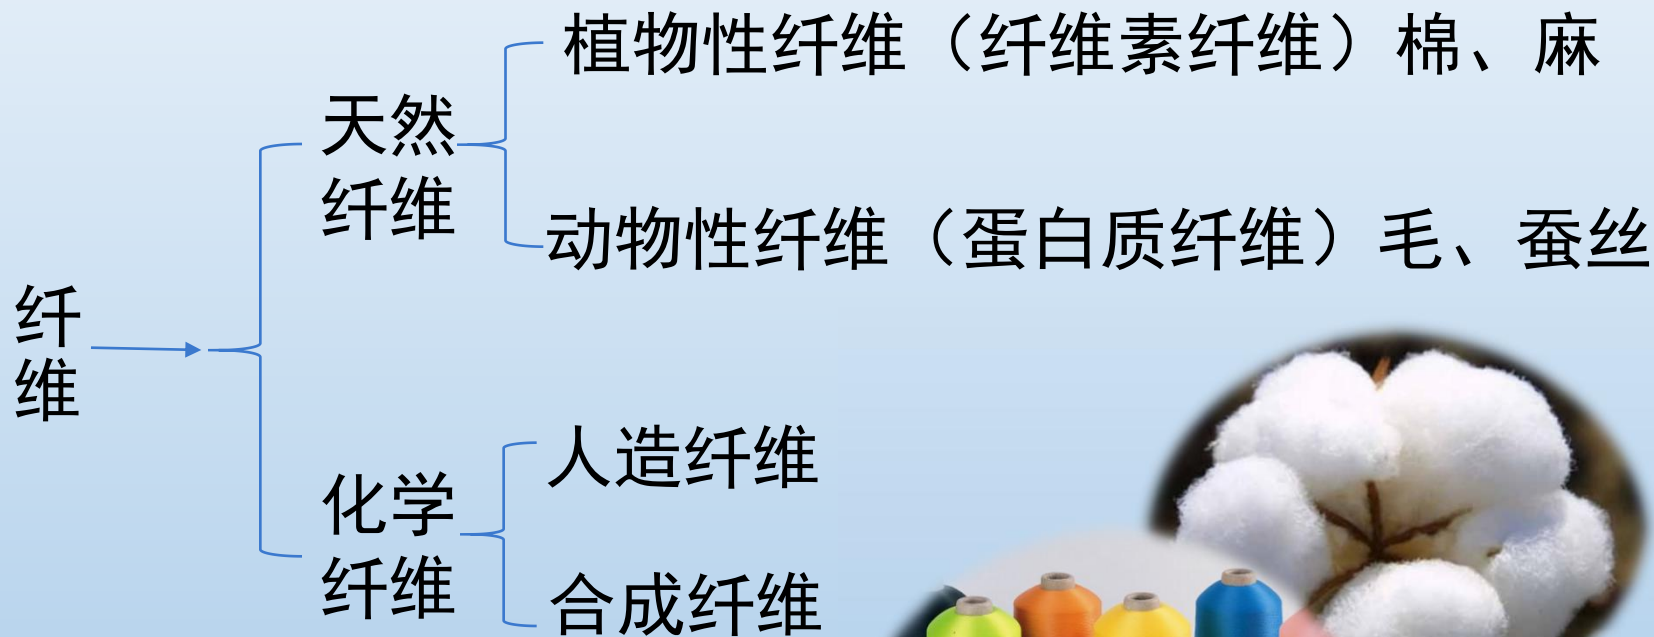 植物性纤维（纤维素纤维）棉、麻
天然
纤维
动物性纤维（蛋白质纤维）毛、蚕丝
纤
维
人造纤维
化学
纤维
合成纤维